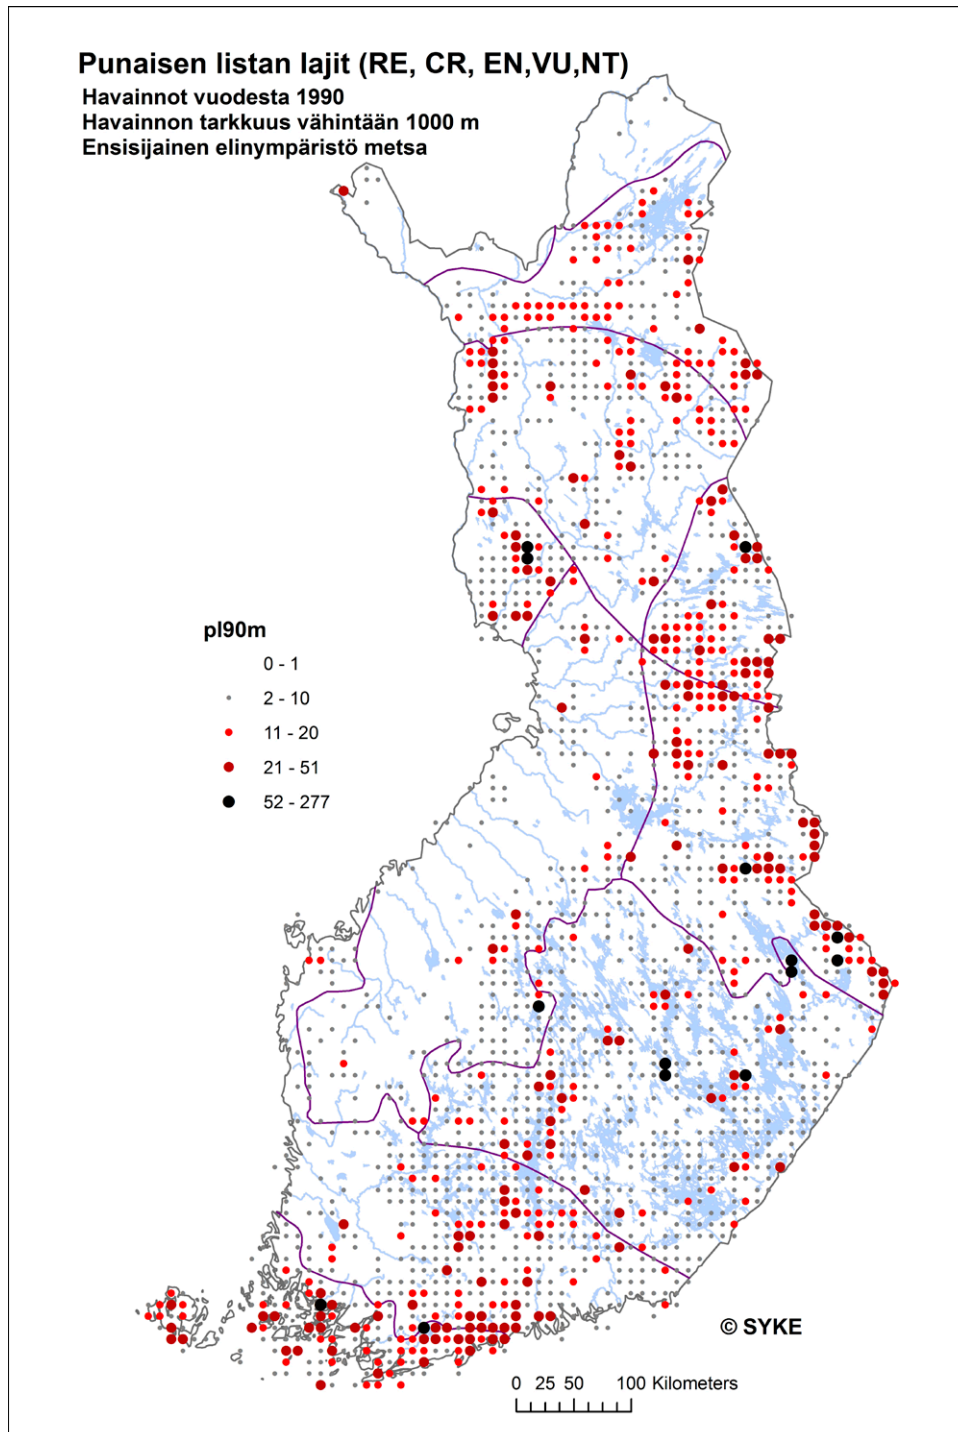 Punaisen listan lajit (RE, CR, EN,VU,NT)
Havainnot vuodesta 1990
Havainnon tarkkuus vähintään 1000 m
Ensisijainen elinympäristö metsa
pl90m
0 - 1
2 - 10
11 - 20
21 - 51
52 - 277
© SYKE
0 25 50 100 Kilometers